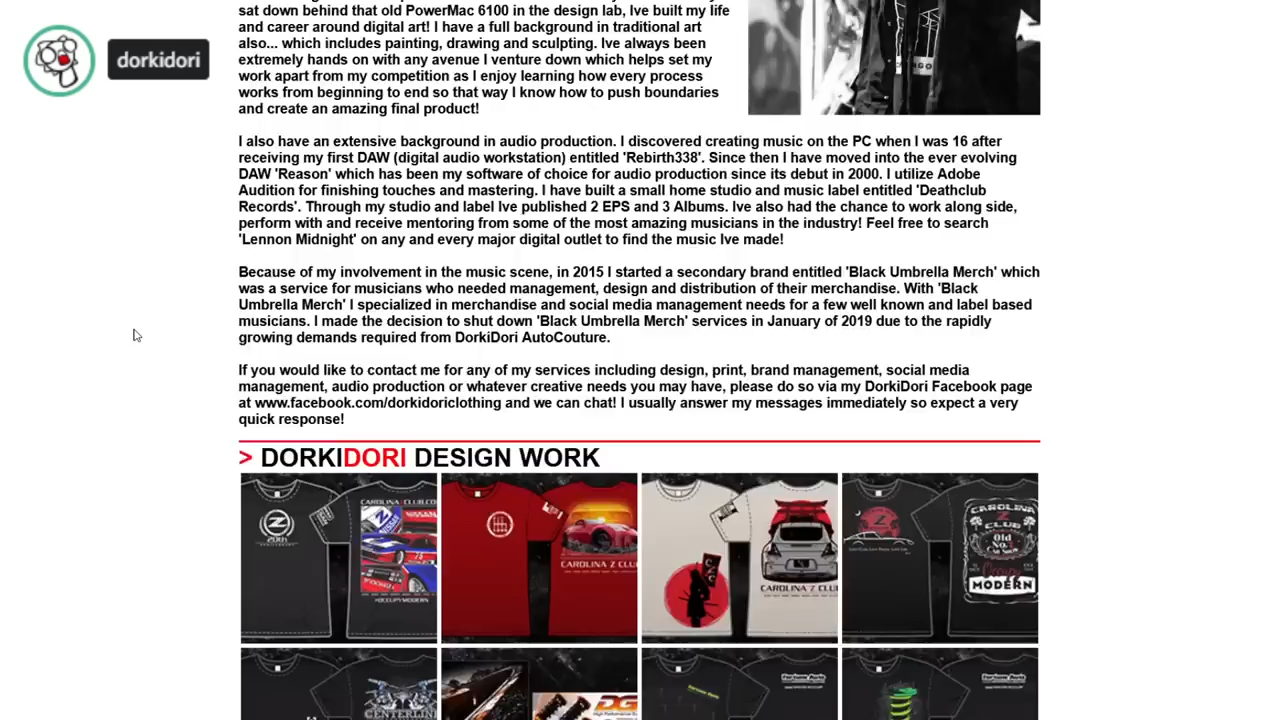 dorkidori
sat down behind that old PowerMac 6100 in the design lab, Ive built my life
and career around digital art! I have a full background in traditional art
also... which includes painting, drawing and sculpting. Ive always been
extremely hands on with any avenue I venture down which helps set my
work apart from my competition as I enjoy learning how every process
works from beginning to end so that way I know how to push boundaries
and create an amazing final product!
I also have an extensive background in audio production. I discovered creating music on the PC when I was 16 after
receiving my first DAW (digital audio workstation) entitled 'Rebirth338'. Since then I have moved into the ever evolving
DAW 'Reason' which has been my software of choice for audio production since its debut in 2000. I utilize Adobe
Audition for finishing touches and mastering. I have built a small home studio and music label entitled 'Deathclub
Records'. Through my studio and label Ive published 2 EPS and 3 Albums. Ive also had the chance to work along side,
perform with and receive mentoring from some of the most amazing musicians in the industry! Feel free to search
'Lennon Midnight' on any and every major digital outlet to find the music Ive made!
Because of my involvement in the music scene, in 2015 I started a secondary brand entitled 'Black Umbrella Merch' which
was a service for musicians who needed management, design and distribution of their merchandise. With 'Black
Umbrella Merch' I specialized in merchandise and social media management needs for a few well known and label based
musicians. I made the decision to shut down 'Black Umbrella Merch' services in January of 2019 due to the rapidly
growing demands required from DorkiDori AutoCouture.
If you would like to contact me for any of my services including design, print, brand management, social media
management, audio production or whatever creative needs you may have, please do so via my DorkiDori Facebook page
at www.facebook.com/dorkidoriclothing and we can chat! I usually answer my messages immediately so expect a very
quick response!
> DORKIDORI DESIGN WORK
Z
20th
CAROLINA Z CLUB.CO
NISSAN
#OCCUPYMODERN
CAROLINA Z CLU
CZC
CAROLINA Z CLU
Z
CAROLINA
Z
CLUB
Old
No.
Occupy
MODERN
CENTERLINE
DG